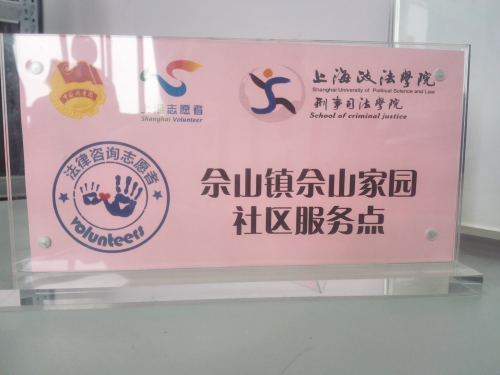 上海志愿者
Shanghai Volunteer
上海政法学院
Shanghai University of Political Science and Law
刑事司法学院
School of criminal justice
法律咨询志愿者
volunteers
佘山镇佘山家园
社区服务点